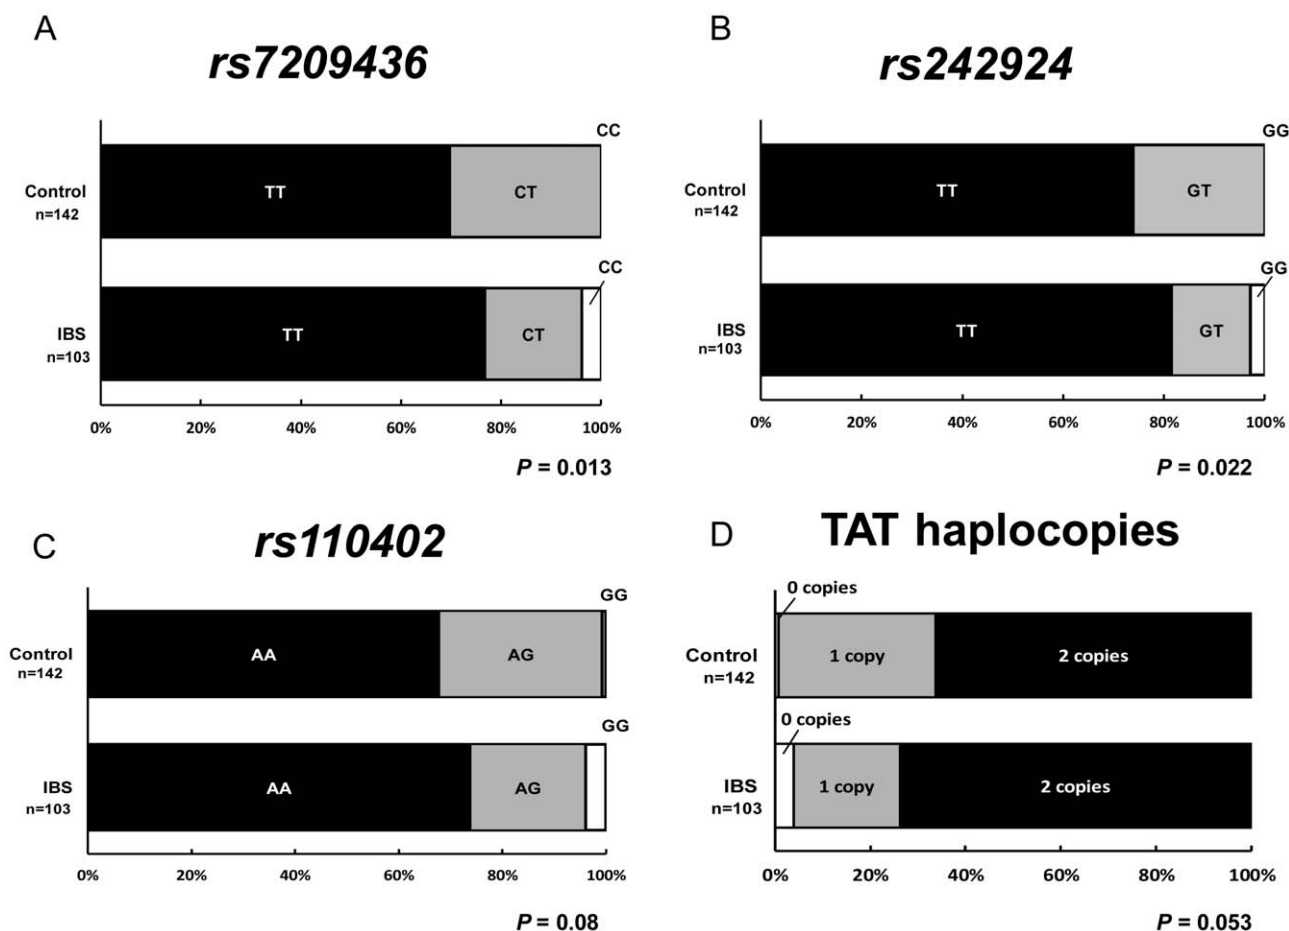 A
rs7209436
CC
Control
n=142
TT
CT
CC
IBS
n=103
TT
CT
0% 20% 40% 60% 80% 100%
P = 0.013
B
rs242924
GG
Control
n=142
TT
GT
GG
IBS
n=103
TT
GT
0% 20% 40% 60% 80% 100%
P = 0.022
C
rs110402
GG
Control
n=142
AA
AG
GG
IBS
n=103
AA
AG
0% 20% 40% 60% 80% 100%
P = 0.08
D
TAT haplocopies
0 copies
Control
n=142
1 copy
2 copies
0 copies
IBS
n=103
1 copy
2 copies
0% 20% 40% 60% 80% 100%
P = 0.053